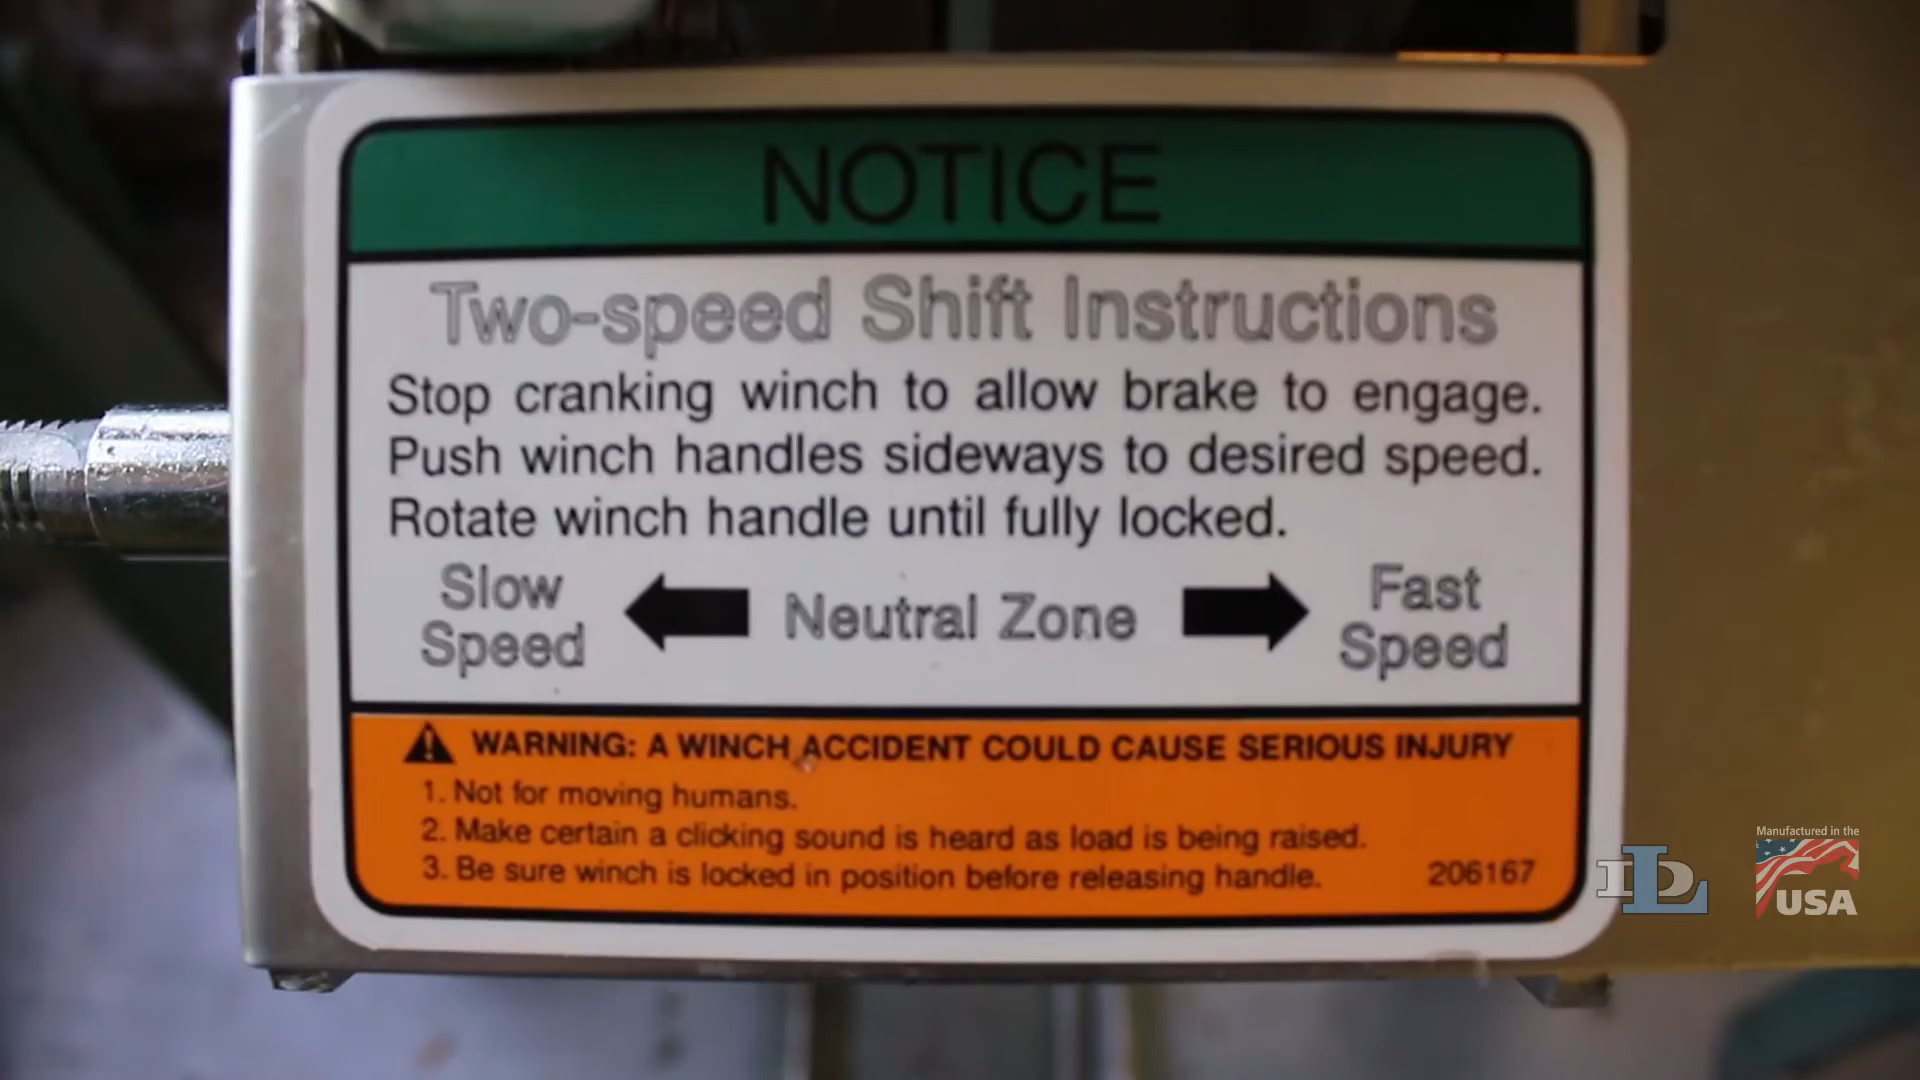 NOTICE
Two-speed Shift Instructions
Stop cranking winch to allow brake to engage.
Push winch handles sideways to desired speed.
Rotate winch handle until fully locked.
Slow Speed
Neutral Zone
Fast Speed
WARNING: A WINCH ACCIDENT COULD CAUSE SERIOUS INJURY
1. Not for moving humans.
2. Make certain a clicking sound is heard as load is being raised.
3. Be sure winch is locked in position before releasing handle.
206167
Manufactured in the
USA